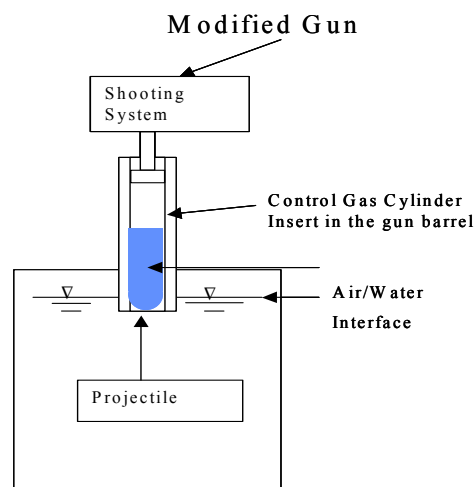 Modified Gun
Shooting
System
Control Gas Cylinder
Insert in the gun barrel
Air/Water
Interface
Projectile